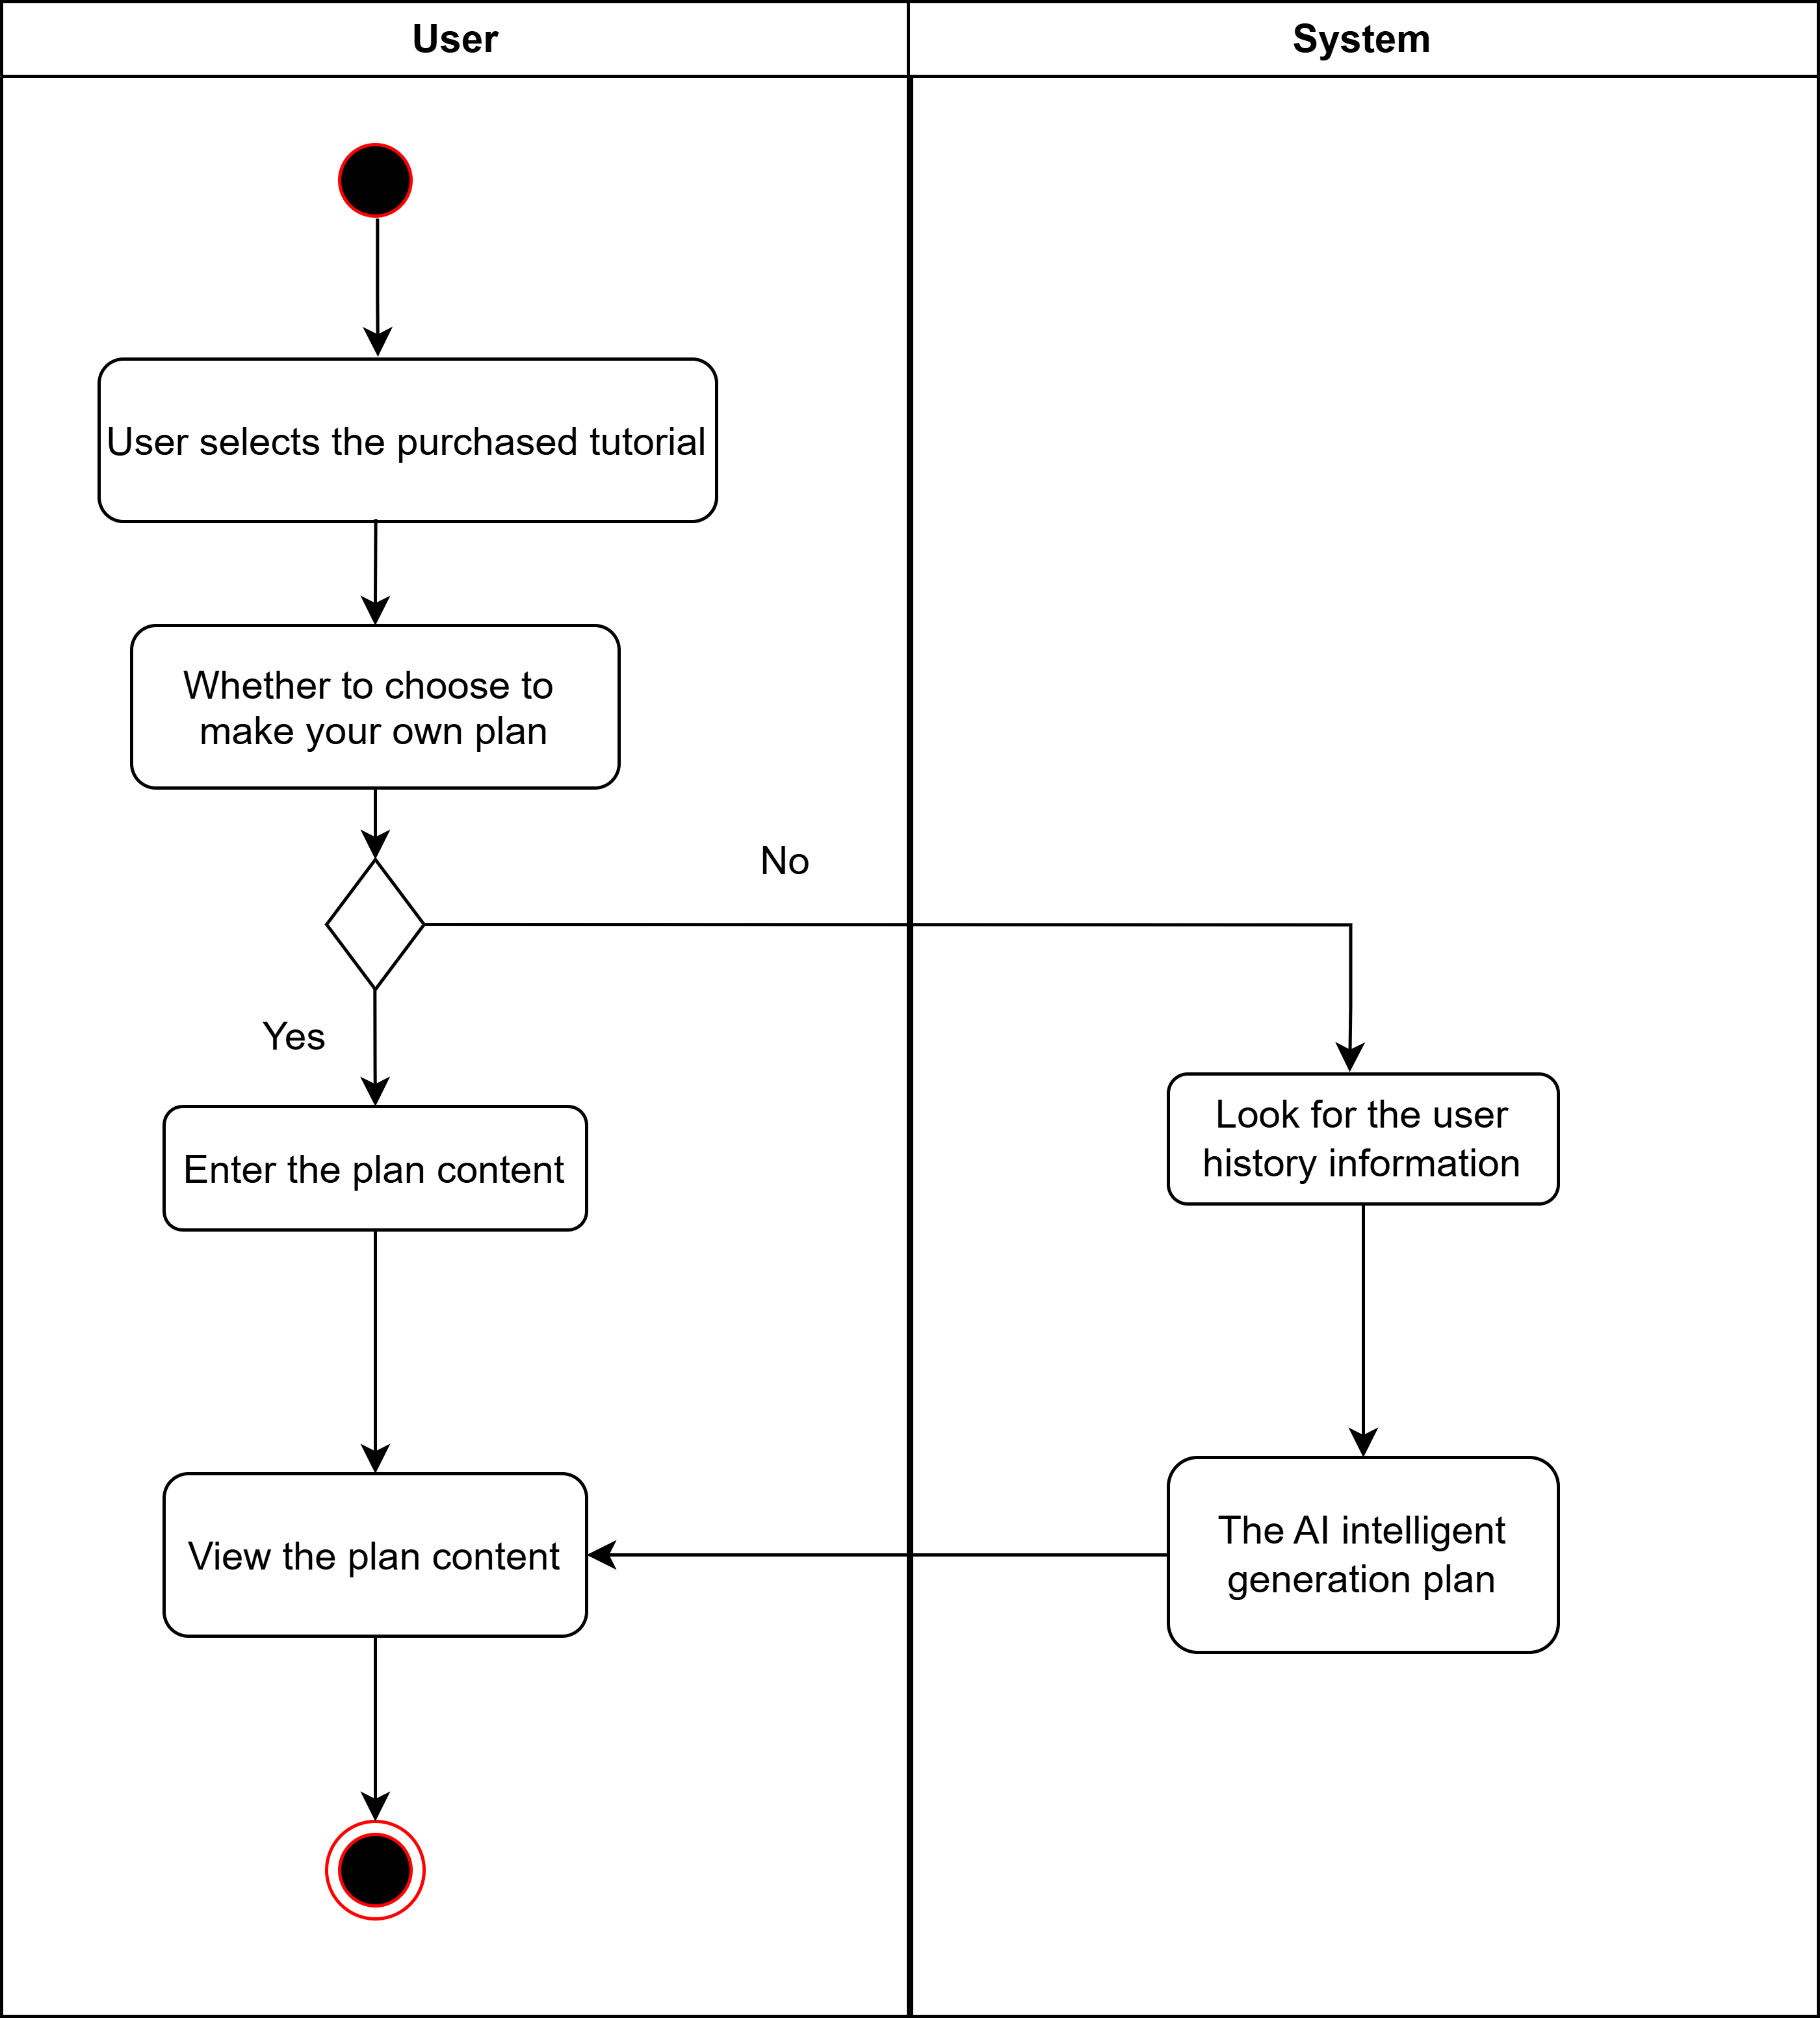 User
System
User selects the purchased tutorial
Whether to choose to
make your own plan
No
Yes
Enter the plan content
Look for the user
history information
View the plan content
The AI intelligent
generation plan